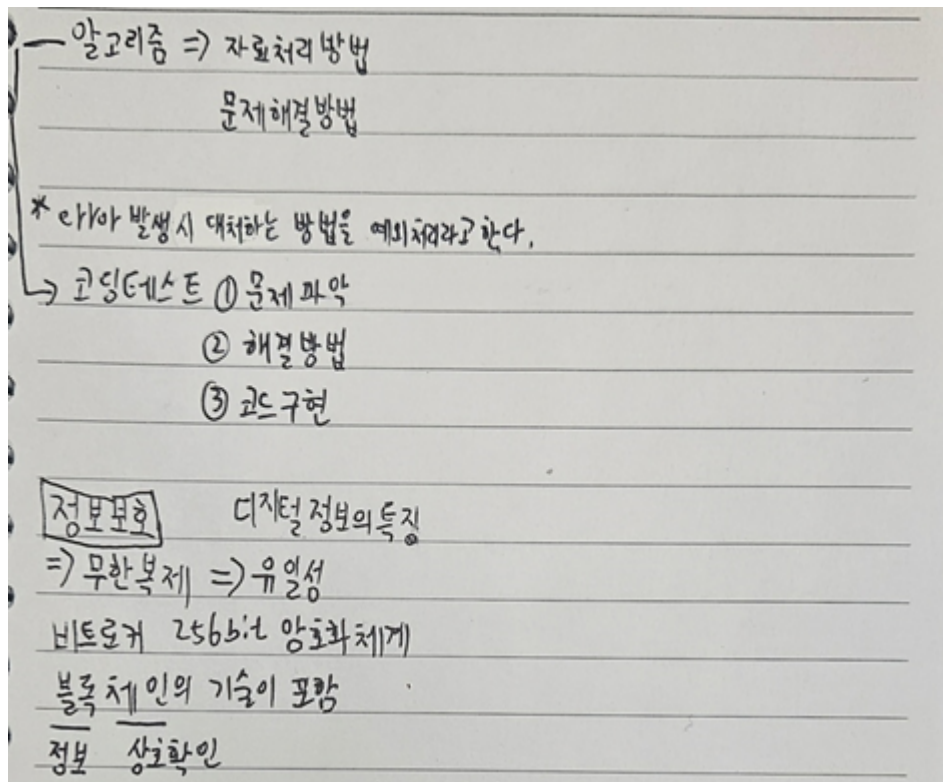 알고리즘 => 자료처리방법
문제해결방법
* 발생시 대처하는 방법을 예외처리라고 한다.
코딩테스트 ① 문제 파악
② 해결방법
③ 코드구현
정보보호 디지털 정보의 특징
=> 무한복제 => 유일성
비트로커 256bit 암호화체계
블록체인의 기술이 포함
정보 상호확인